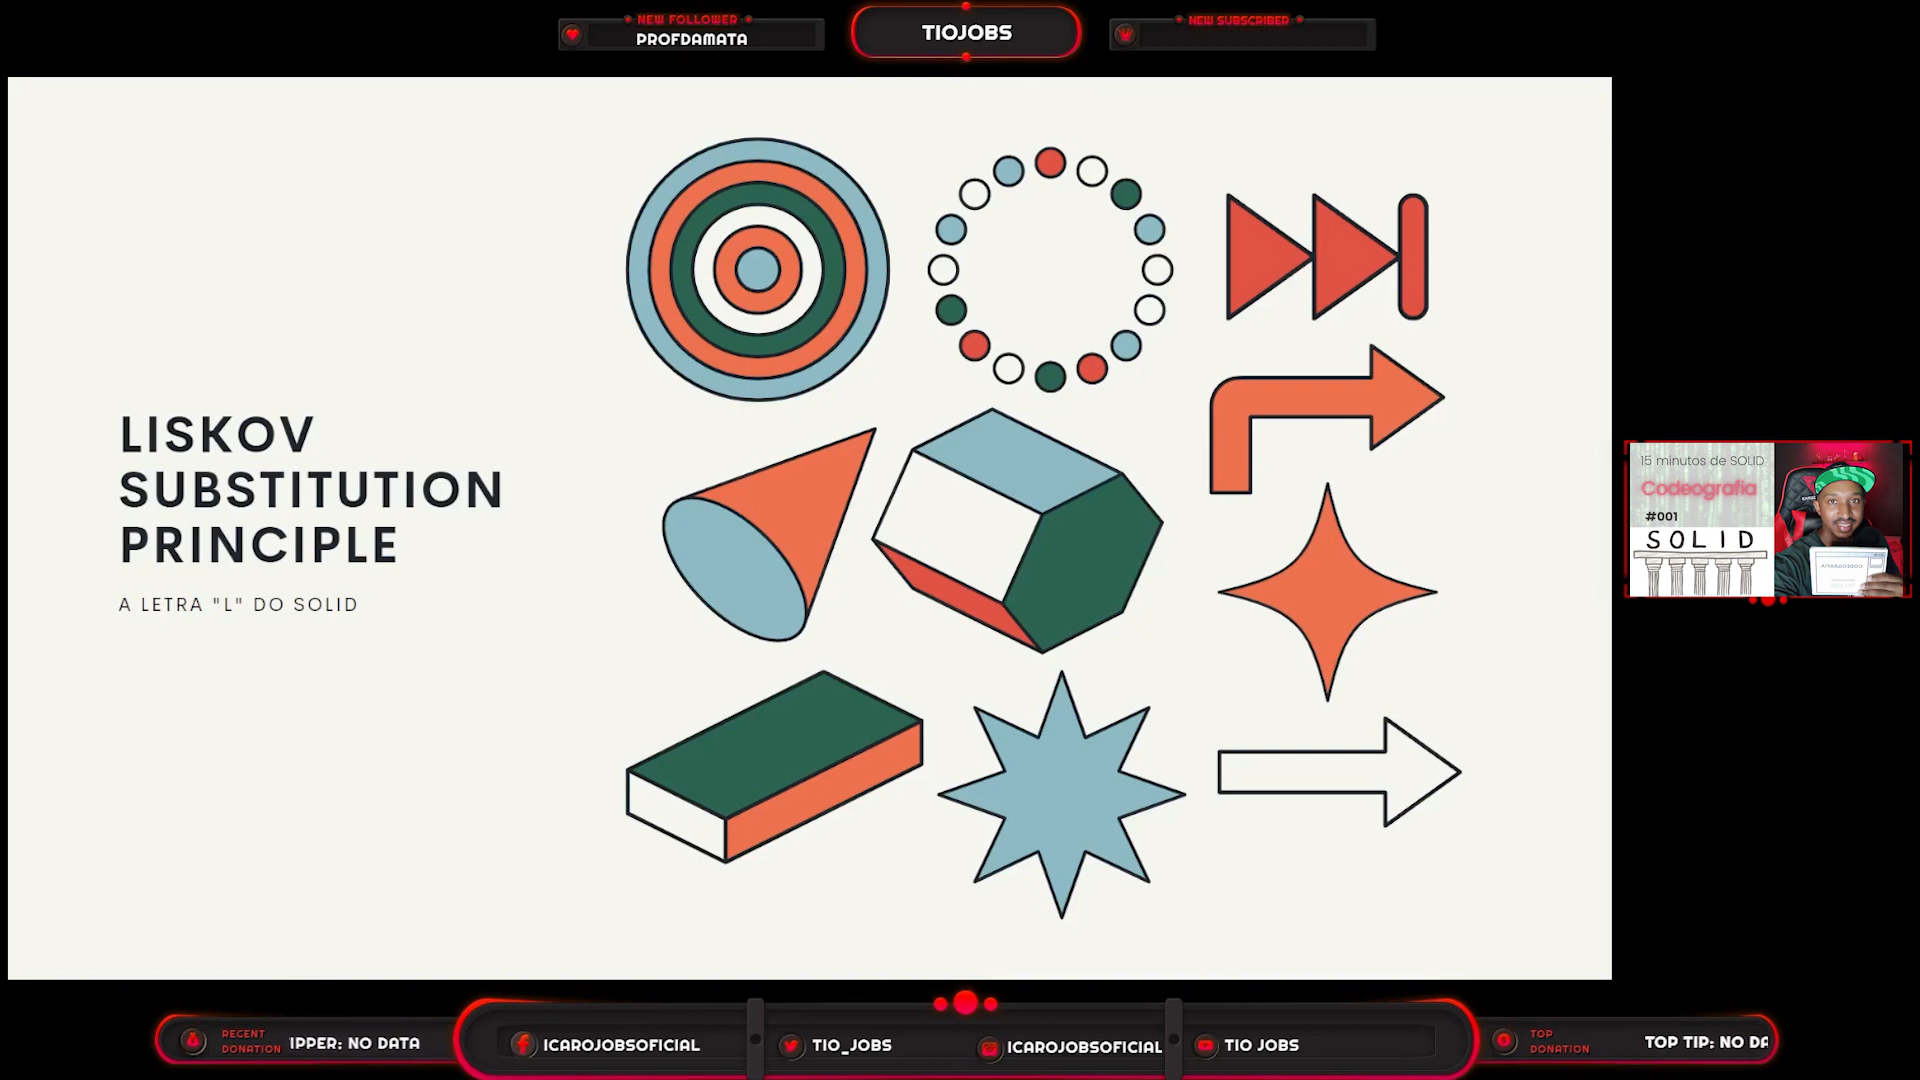 NEW FOLLOWER
PROFDAMATA
TIOJOBS
NEW SUBSCRIBER
LISKOV
SUBSTITUTION
PRINCIPLE
A LETRA "L" DO SOLID
15 minutos de SOLID
Codeografia
#001
SOLID
CODEOGRAFIA
RECENT
DONATION
IPPER: NO DATA
ICAROJOBSOFICIAL
TIO_JOBS
ICAROJOBSOFICIAL
TIO JOBS
TOP
DONATION
TOP TIP: NO DA